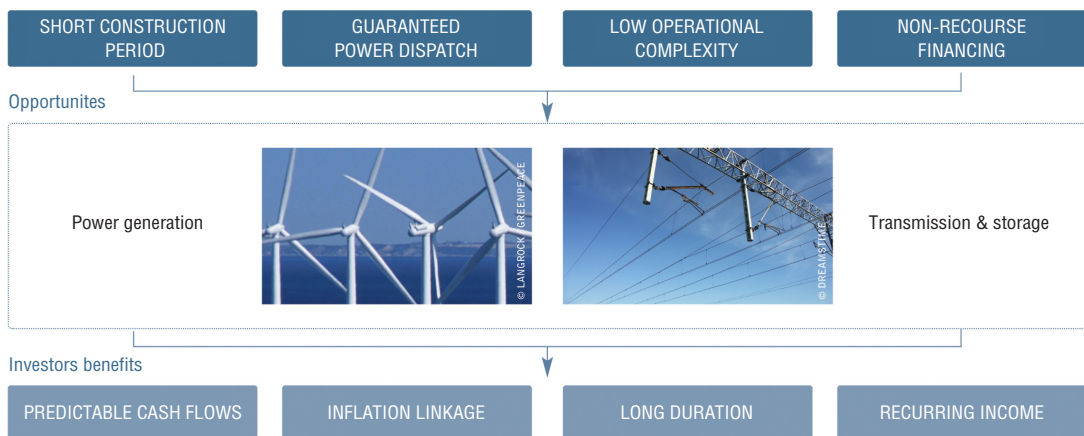 SHORT CONSTRUCTION
PERIOD
GUARANTEED
POWER DISPATCH
LOW OPERATIONAL
COMPLEXITY
NON-RECOURSE
FINANCING
Opportunites
Power generation
© LANGROCK / GREENPEACE
© DREAMSTIME
Transmission & storage
Investors benefits
PREDICTABLE CASH FLOWS
INFLATION LINKAGE
LONG DURATION
RECURRING INCOME